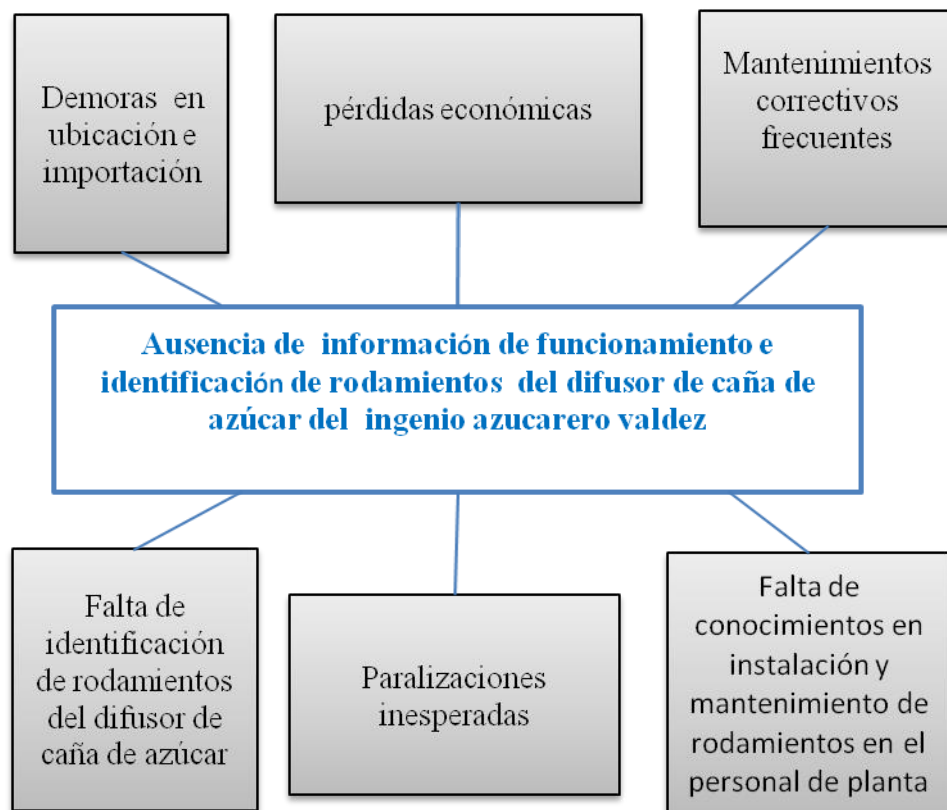 Demoras en
ubicación e
importación
pérdidas económicas
Mantenimientos
correctivos
frecuentes
Ausencia de información de funcionamiento e
identificación de rodamientos del difusor de caña de
azúcar del ingenio azucarero valdez
Falta de
identificación
de rodamientos
del difusor de
caña de azúcar
Paralizaciones
inesperadas
Falta de
conocimientos en
instalación y
mantenimiento de
rodamientos en el
personal de planta